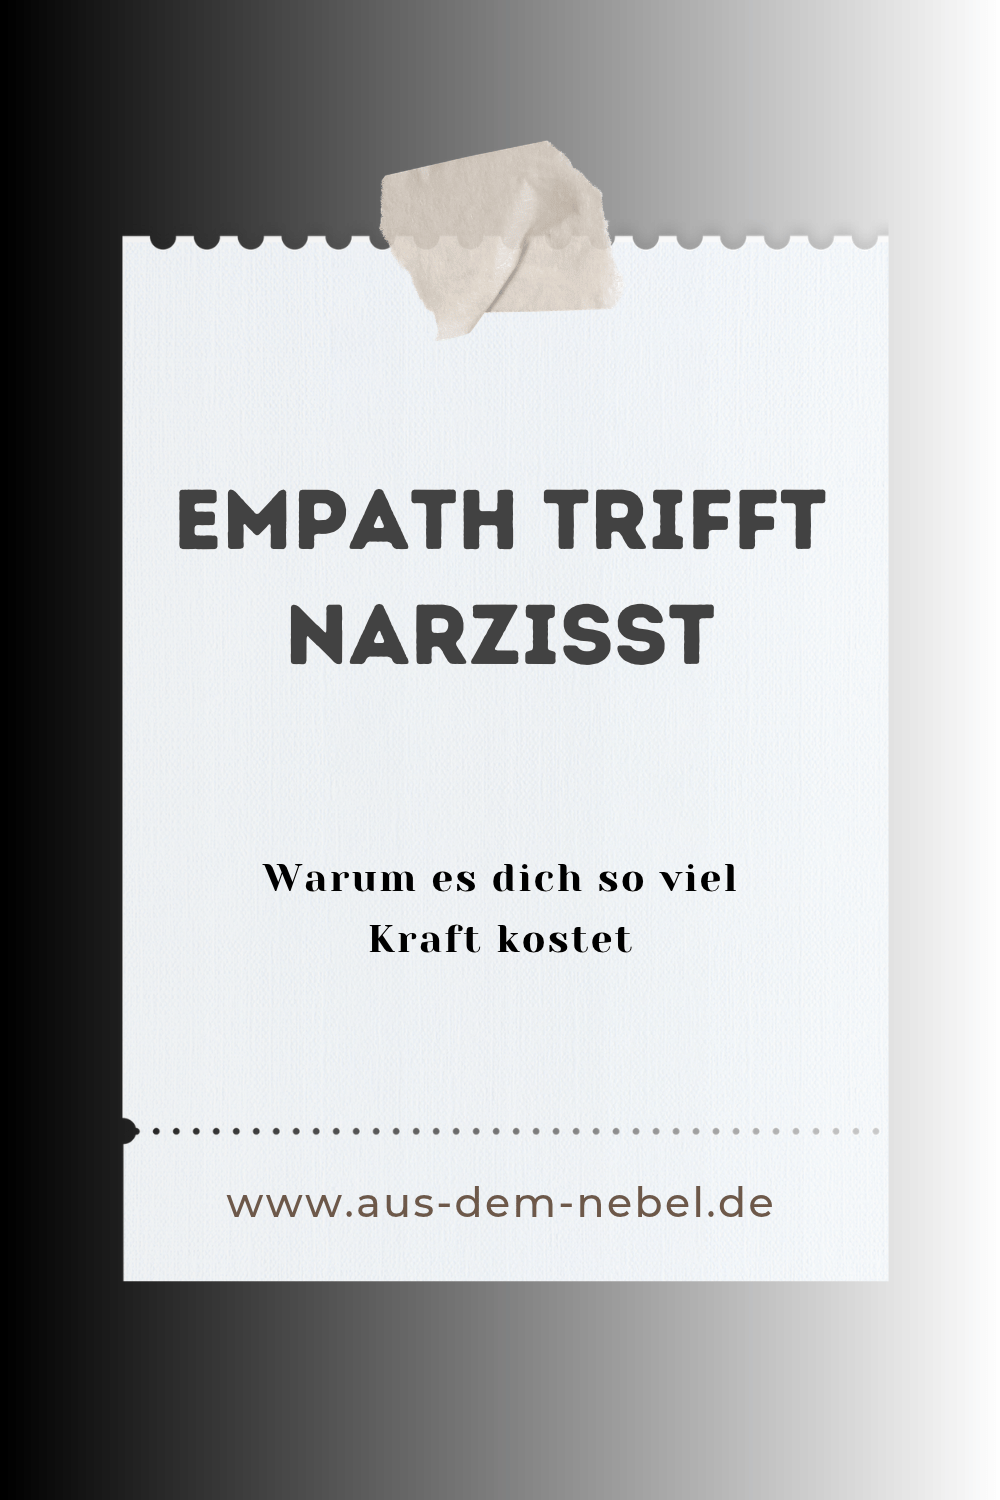 EMPATH TRIFFT
NARZISST
Warum es dich so viel
Kraft kostet
www.aus-dem-nebel.de